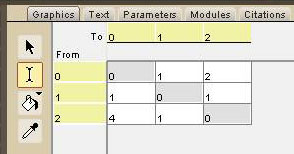 Graphics Text Parameters Modules Citations
To 0 1 2
From
0 0 1 2
1 1 0 1
2 4 1 0